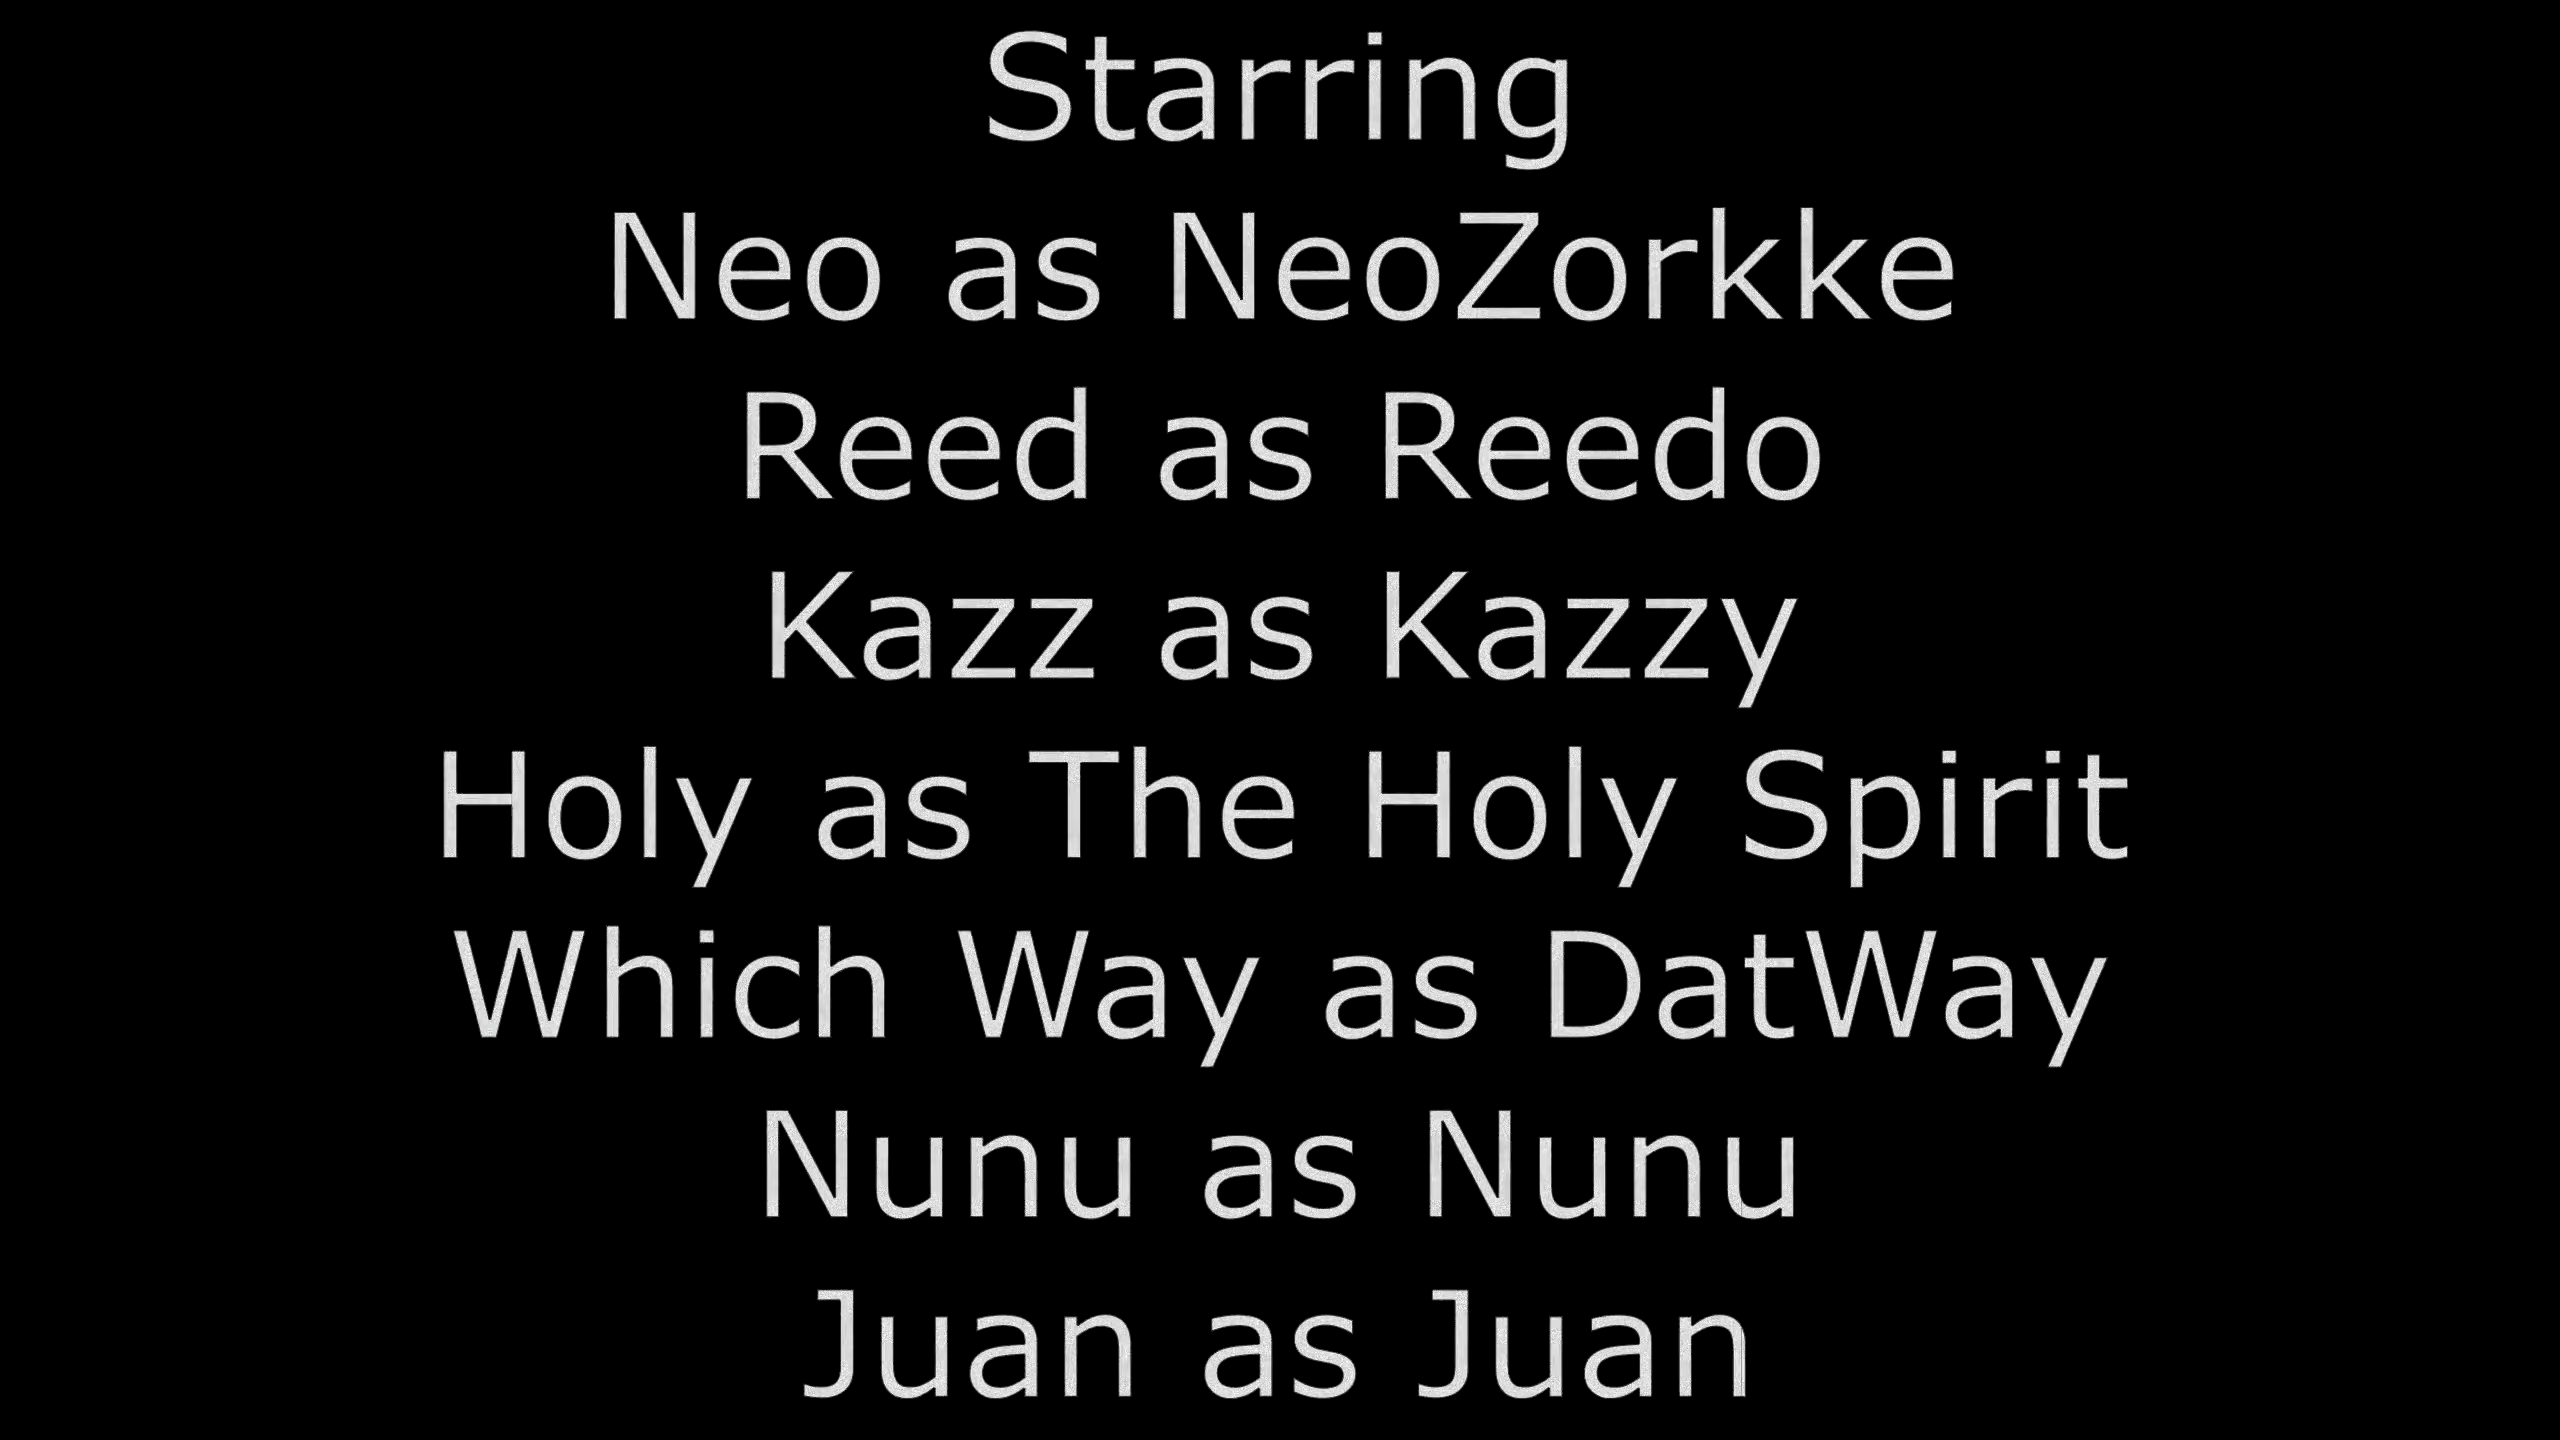 Starring
Neo as NeoZorkke
Reed as Reedo
Kazz as Kazzy
Holy as The Holy Spirit
Which Way as DatWay
Nunu as Nunu
Juan as Juan